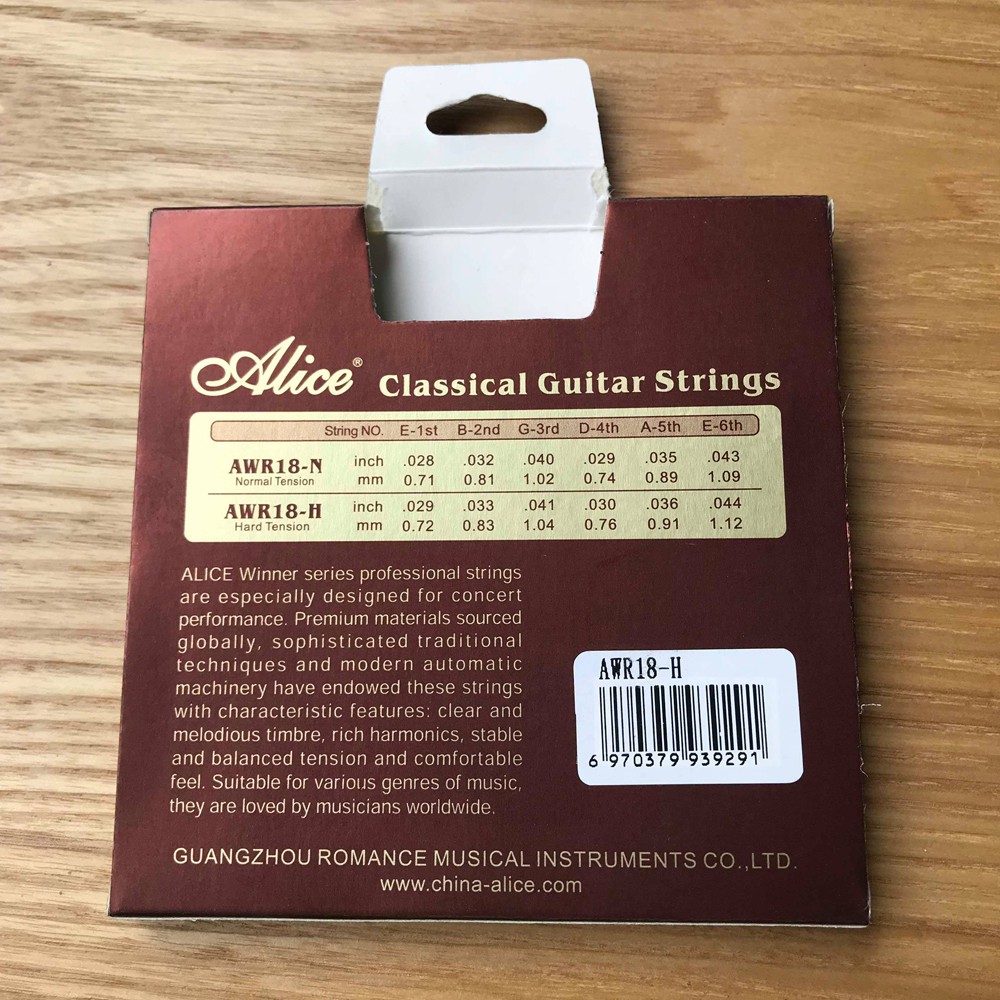 Alice® Classical Guitar Strings
String NO. E-1st B-2nd G-3rd D-4th A-5th E-6th
AWR18-N inch .028 .032 .040 .029 .035 .043
Normal Tension mm 0.71 0.81 1.02 0.74 0.89 1.09
AWR18-H inch .029 .033 .041 .030 .036 .044
Hard Tension mm 0.72 0.83 1.04 0.76 0.91 1.12
ALICE Winner series professional strings
are especially designed for concert
performance. Premium materials sourced
globally, sophisticated traditional
techniques and modern automatic
machinery have endowed these strings
with characteristic features: clear and
melodious timbre, rich harmonics, stable
and balanced tension and comfortable
feel. Suitable for various genres of music,
they are loved by musicians worldwide.
AWR18-H
6 970379 939291
GUANGZHOU ROMANCE MUSICAL INSTRUMENTS CO.,LTD.
www.china-alice.com